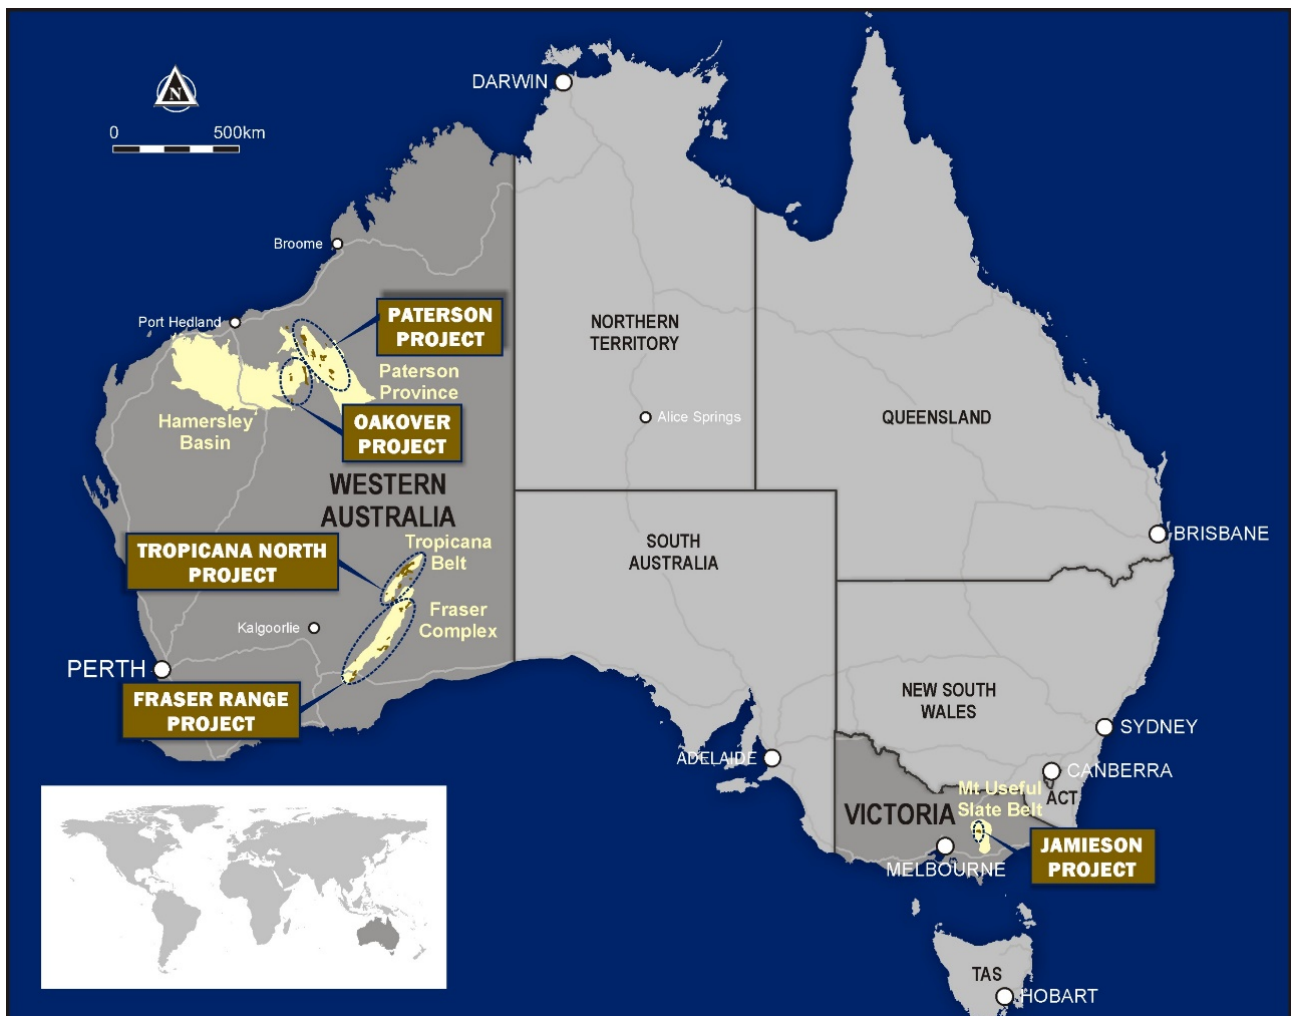 DARWIN
N
0 500km
Broome
Port Hedland
PATERSON
PROJECT
Paterson
Province
Hamersley
Basin
OAKOVER
PROJECT
NORTHERN
TERRITORY
Alice Springs
QUEENSLAND
WESTERN
AUSTRALIA
TROPICANA NORTH
PROJECT
Tropicana
Belt
SOUTH
AUSTRALIA
BRISBANE
Kalgoorlie
Fraser
Complex
PERTH
FRASER RANGE
PROJECT
NEW SOUTH
WALES
SYDNEY
ADELAIDE
CANBERRA
ACT
Mt Useful
Slate Belt
VICTORIA
MELBOURNE
JAMIESON
PROJECT
TAS
HOBART